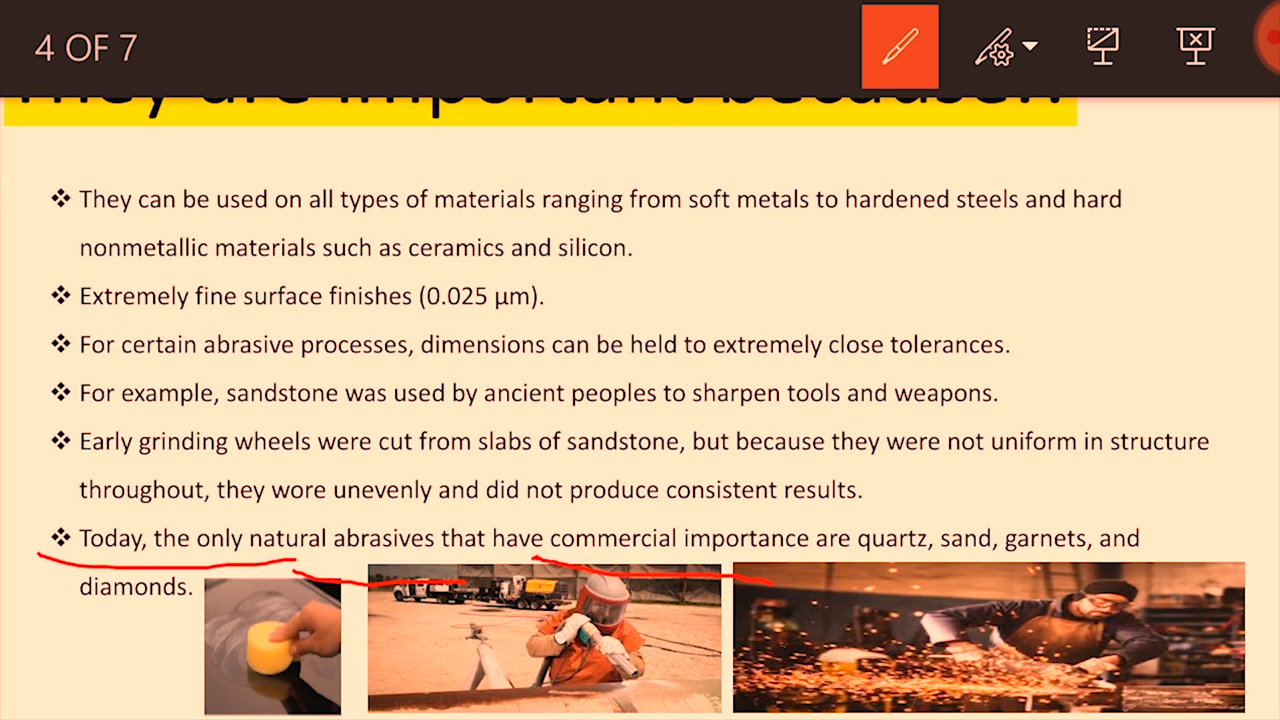 4 OF 7
They are important because:
❖ They can be used on all types of materials ranging from soft metals to hardened steels and hard
nonmetallic materials such as ceramics and silicon.
❖ Extremely fine surface finishes (0.025 µm).
❖ For certain abrasive processes, dimensions can be held to extremely close tolerances.
❖ For example, sandstone was used by ancient peoples to sharpen tools and weapons.
❖ Early grinding wheels were cut from slabs of sandstone, but because they were not uniform in structure
throughout, they wore unevenly and did not produce consistent results.
❖ Today, the only natural abrasives that have commercial importance are quartz, sand, garnets, and
diamonds.